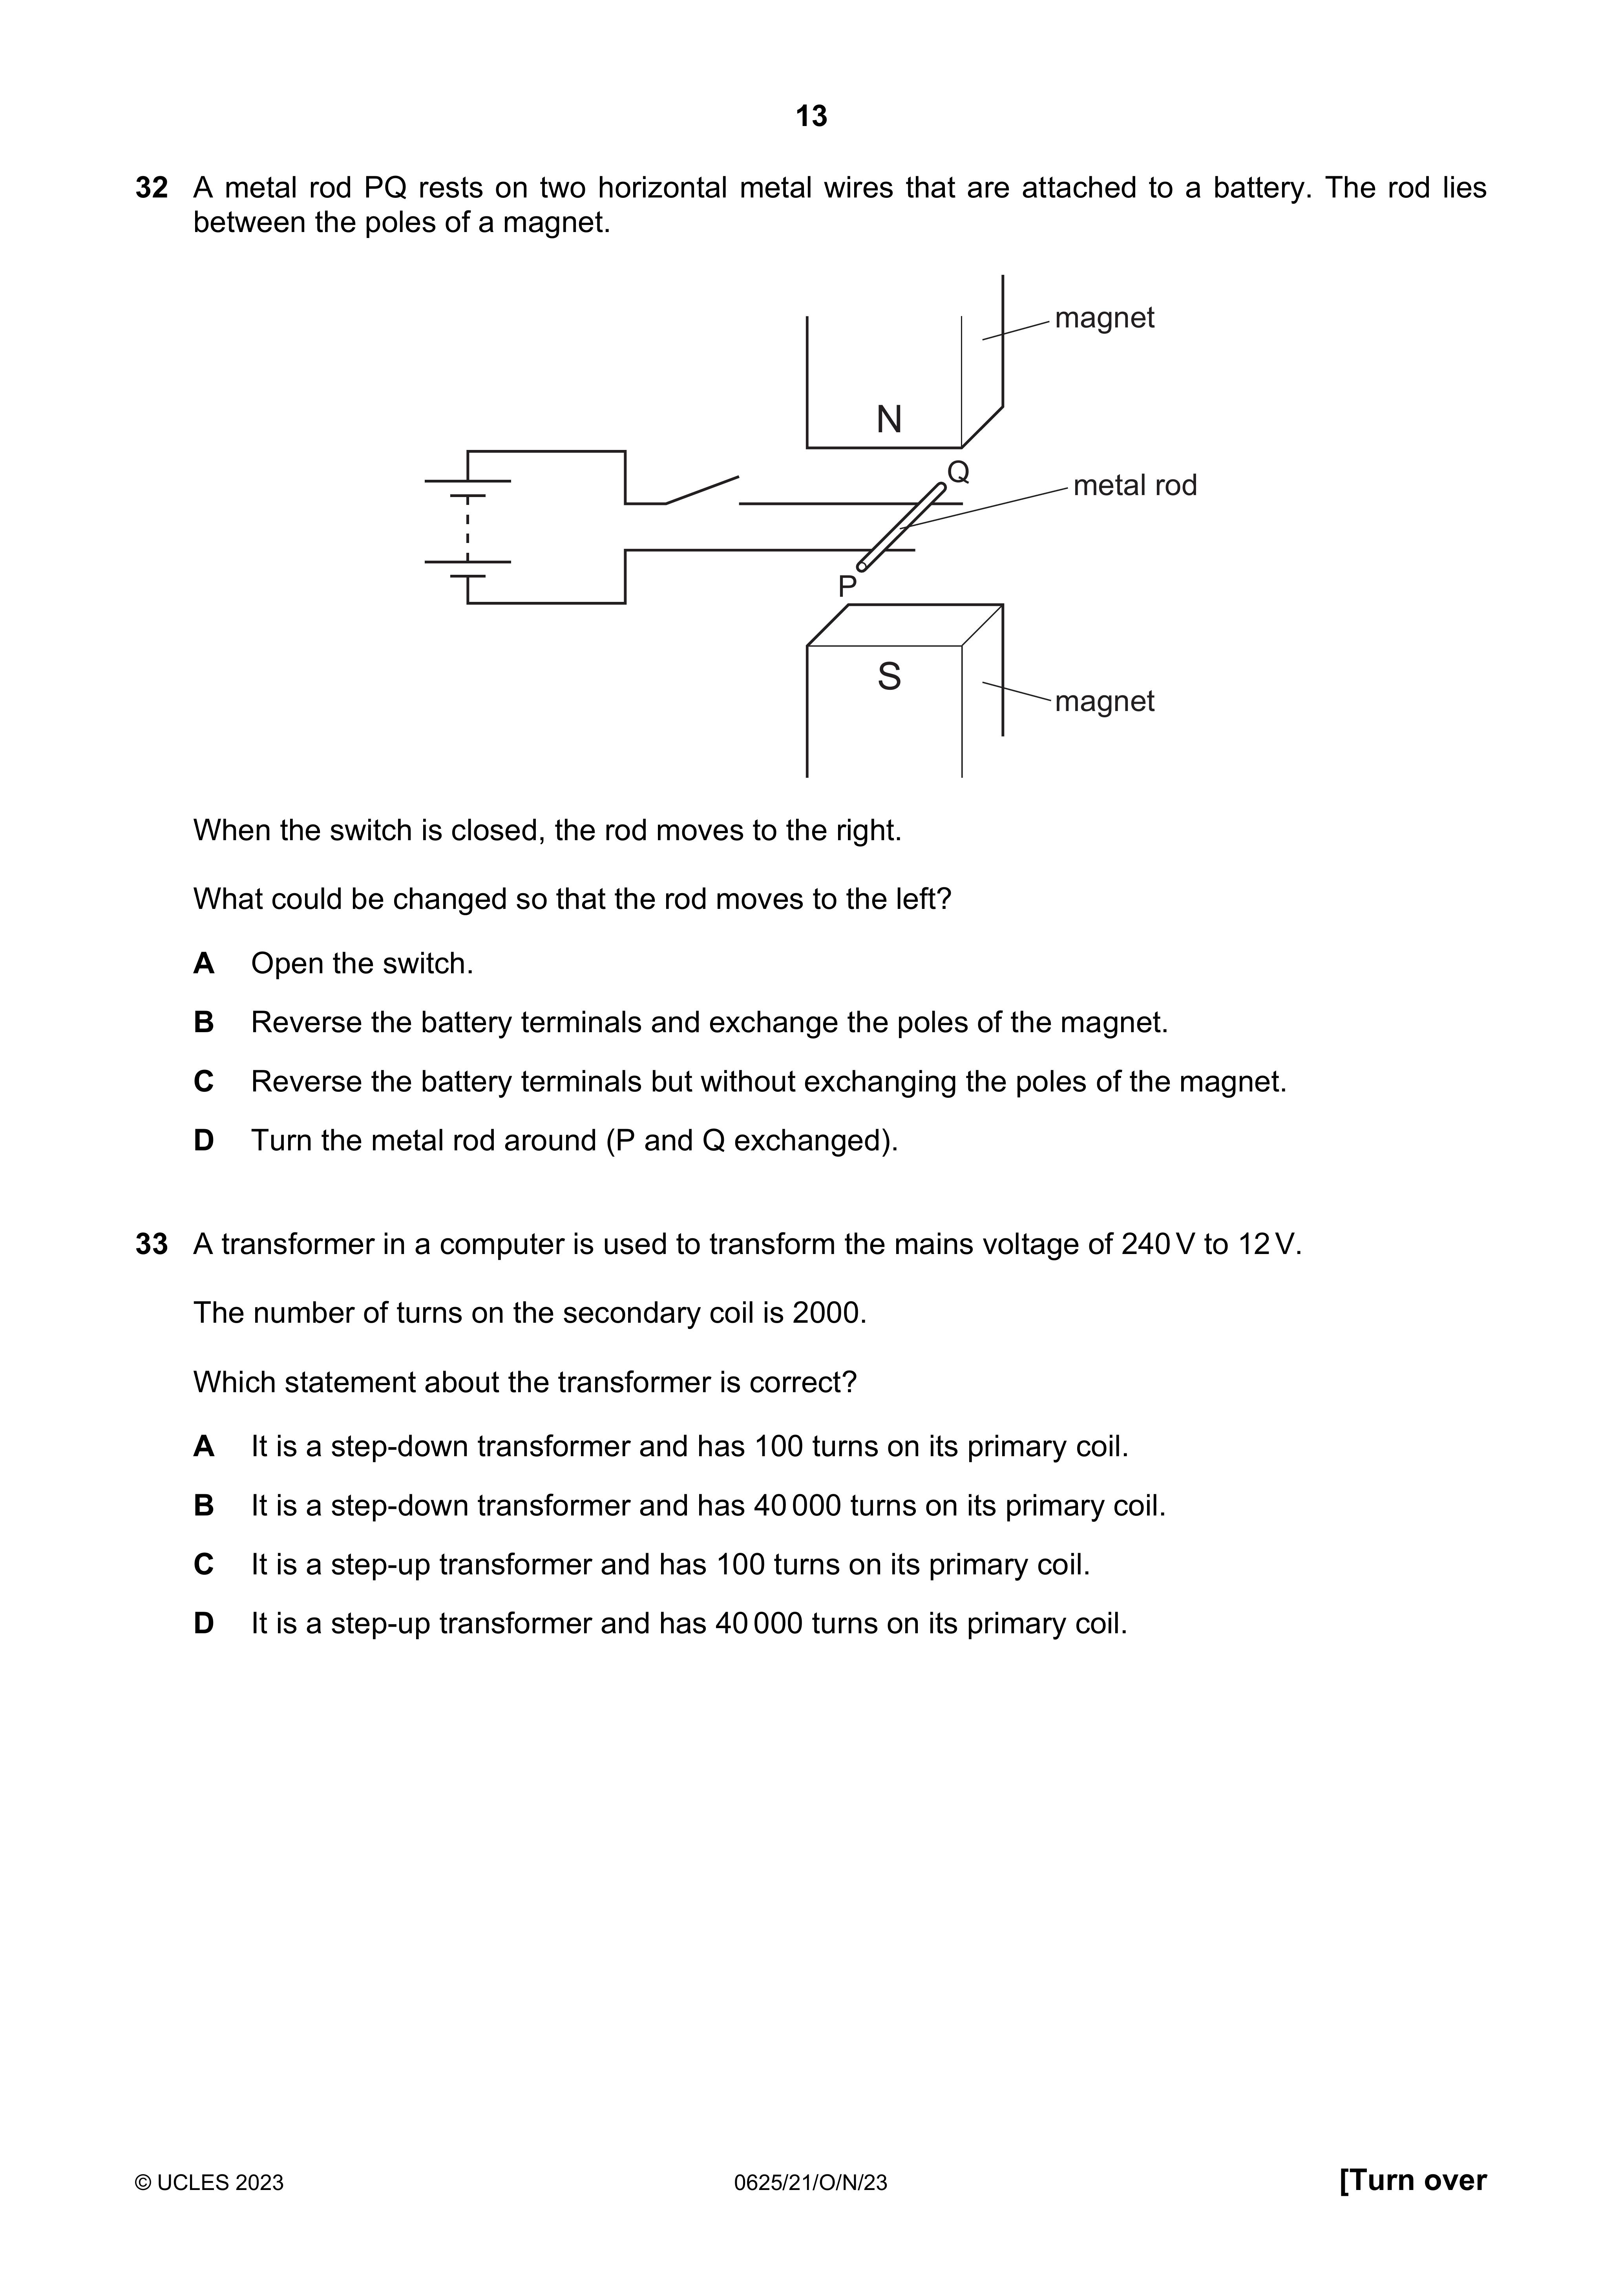 13
32 A metal rod PQ rests on two horizontal metal wires that are attached to a battery. The rod lies
between the poles of a magnet.
magnet
N
Q
metal rod
P
S
magnet
When the switch is closed, the rod moves to the right.
What could be changed so that the rod moves to the left?
A Open the switch.
B Reverse the battery terminals and exchange the poles of the magnet.
C Reverse the battery terminals but without exchanging the poles of the magnet.
D Turn the metal rod around (P and Q exchanged).
33 A transformer in a computer is used to transform the mains voltage of 240 V to 12 V.
The number of turns on the secondary coil is 2000.
Which statement about the transformer is correct?
A It is a step-down transformer and has 100 turns on its primary coil.
B It is a step-down transformer and has 40 000 turns on its primary coil.
C It is a step-up transformer and has 100 turns on its primary coil.
D It is a step-up transformer and has 40 000 turns on its primary coil.
© UCLES 2023 0625/21/O/N/23 [Turn over